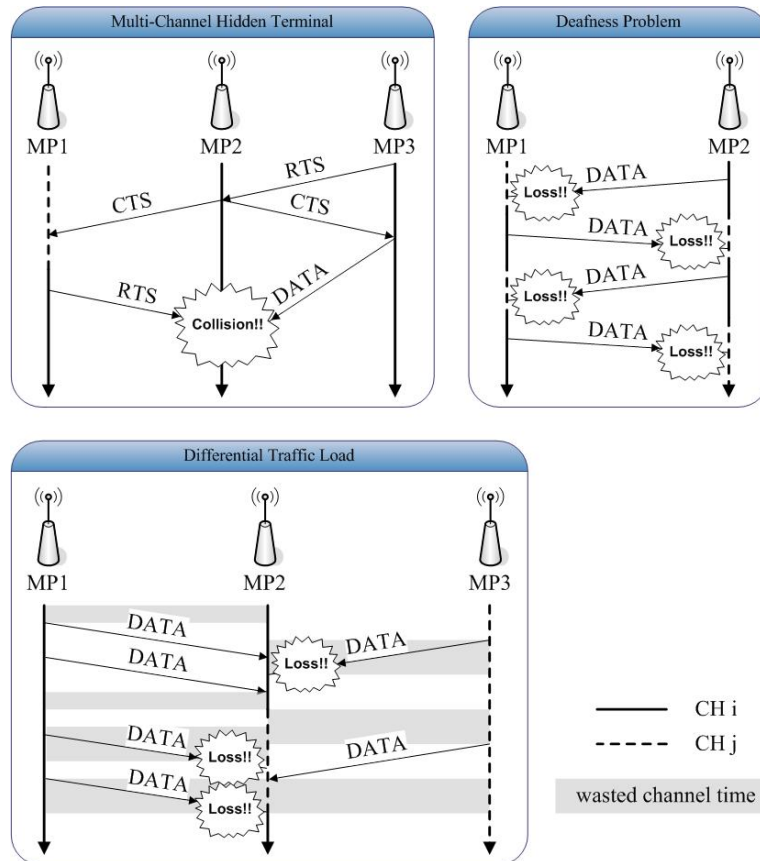 Multi-Channel Hidden Terminal
MP1
MP2
MP3
RTS
CTS
CTS
RTS
DATA
Collision!!
Deafness Problem
MP1
MP2
DATA
Loss!!
DATA
Loss!!
DATA
Loss!!
DATA
Loss!!
Differential Traffic Load
MP1
MP2
MP3
DATA
DATA
Loss!!
DATA
DATA
Loss!!
DATA
DATA
Loss!!
CH i
CH j
wasted channel time